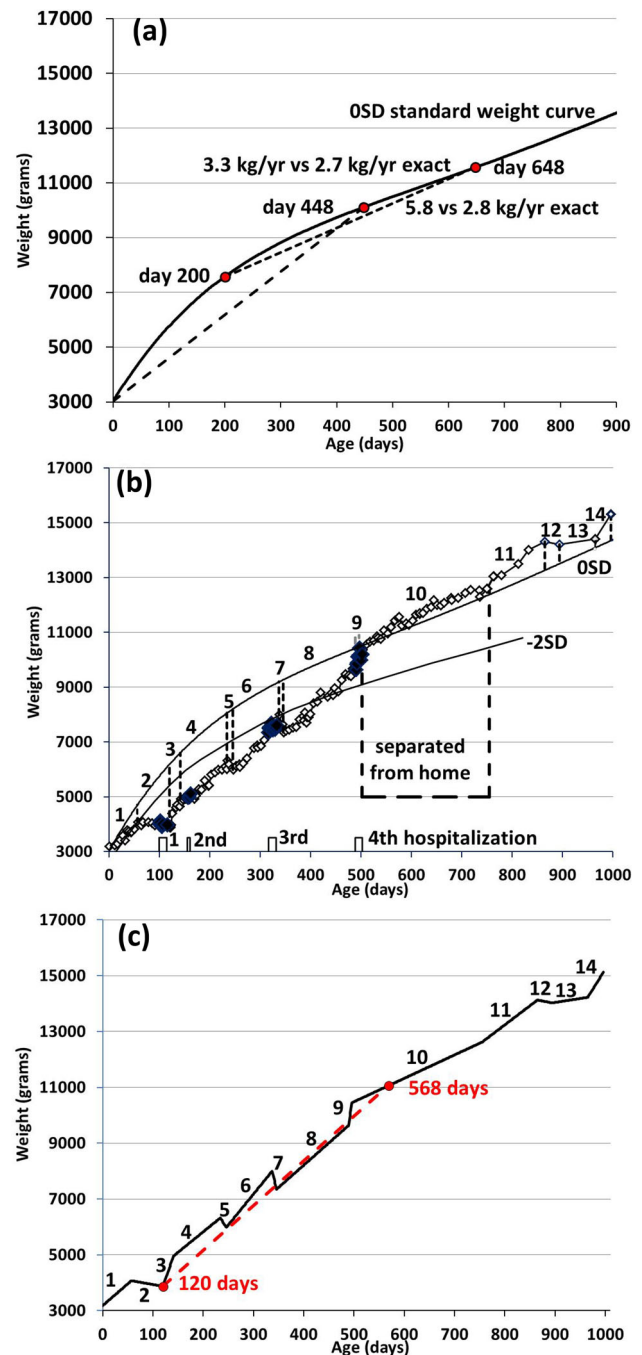 (a)
17000
15000
13000
11000
9000
7000
5000
3000
Weight (grams)
0SD standard weight curve
3.3 kg/yr vs 2.7 kg/yr exact
day 648
day 448
5.8 vs 2.8 kg/yr exact
day 200
0 100 200 300 400 500 600 700 800 900
Age (days)
(b)
17000
15000
13000
11000
9000
7000
5000
3000
Weight (grams)
1 2 3 4 5 6 7 8 9 10 11 12 13 14
0SD
-2SD
separated
from home
1 2nd 3rd 4th hospitalization
0 100 200 300 400 500 600 700 800 900 1000
Age (days)
(c)
17000
15000
13000
11000
9000
7000
5000
3000
Weight (grams)
1 2 3 4 5 6 7 8 9 10 11 12 13 14
568 days
120 days
0 100 200 300 400 500 600 700 800 900 1000
Age (days)